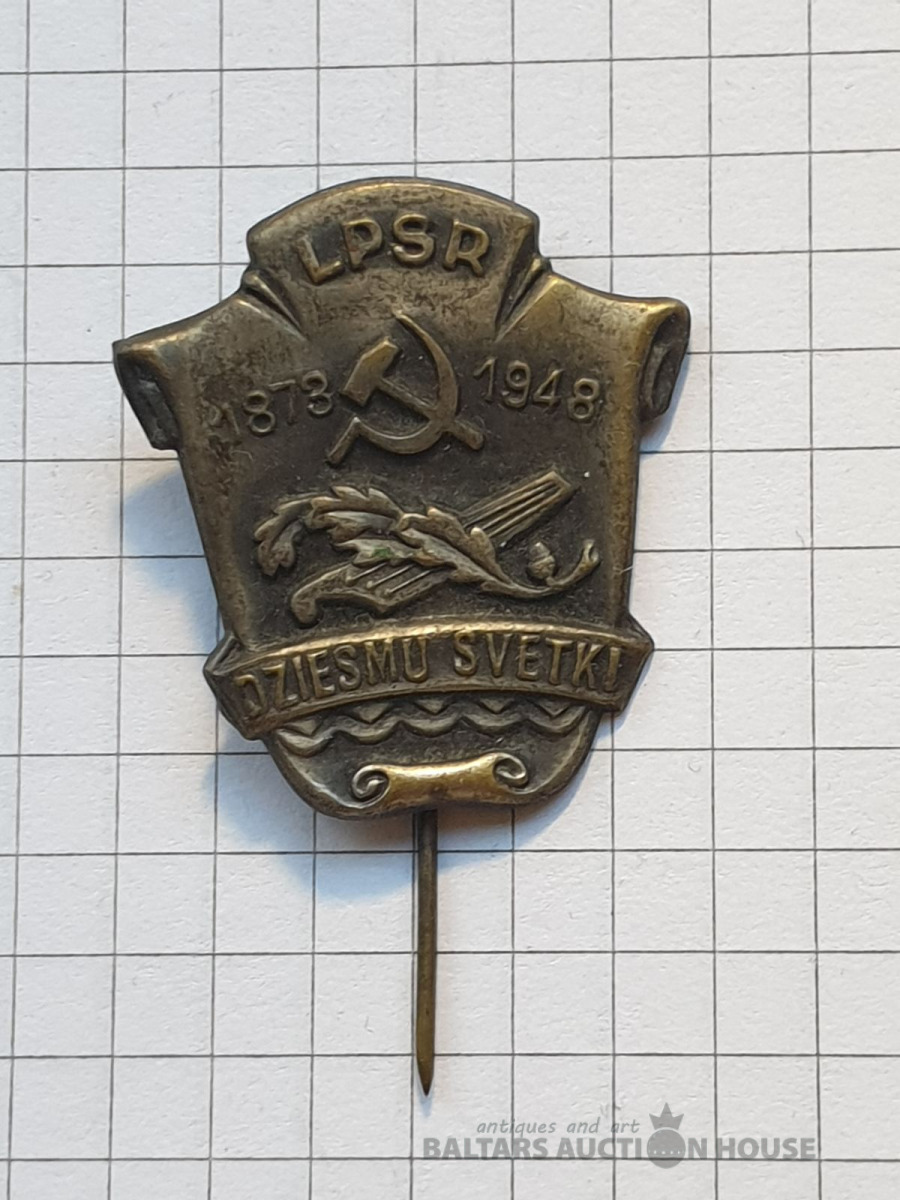 LPSR
1873 1948
DZIESMU SVETKI
antiques and art
BALTARS AUCTION HOUSE